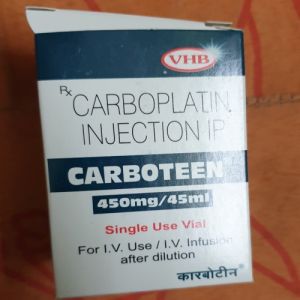 VHB
Rx CARBOPLATIN
INJECTION IP
CARBOTEEN
450mg/45ml
Single Use Vial
For I.V. Use / I.V. Infusion
after dilution
कारबोटीन